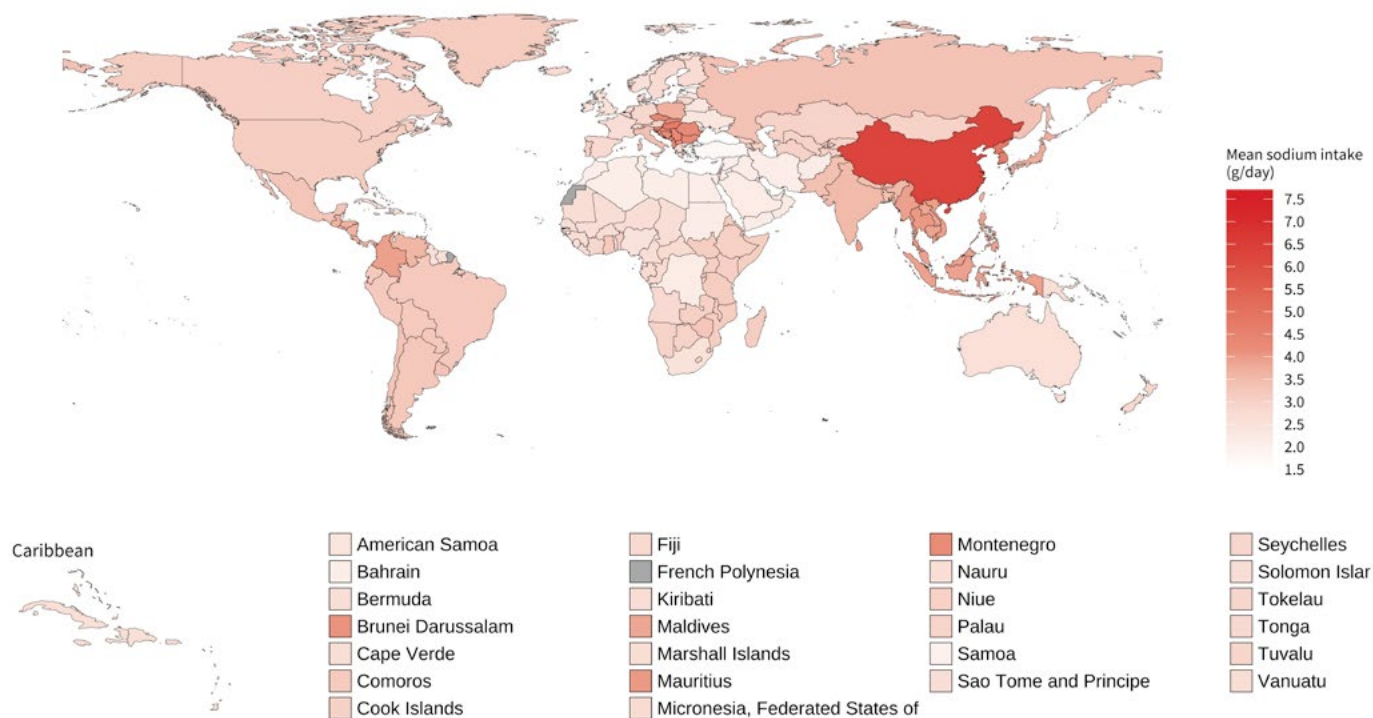 Mean sodium intake
(g/day)
7.5
7.0
6.5
6.0
5.5
5.0
4.5
4.0
3.5
3.0
2.5
2.0
1.5
Caribbean
American Samoa
Bahrain
Bermuda
Brunei Darussalam
Cape Verde
Comoros
Cook Islands
Fiji
French Polynesia
Kiribati
Maldives
Marshall Islands
Mauritius
Micronesia, Federated States of
Montenegro
Nauru
Niue
Palau
Samoa
Sao Tome and Principe
Seychelles
Solomon Islar
Tokelau
Tonga
Tuvalu
Vanuatu